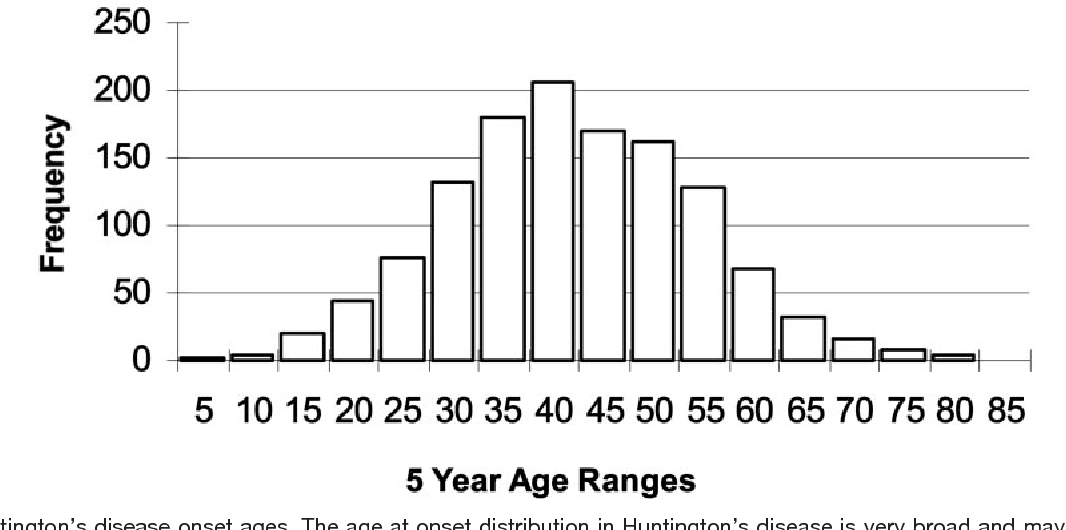 250
200
150
100
50
0
Frequency
5 10 15 20 25 30 35 40 45 50 55 60 65 70 75 80 85
5 Year Age Ranges
disease onset ages. The age at onset distribution in Huntington's disease is very broad and may